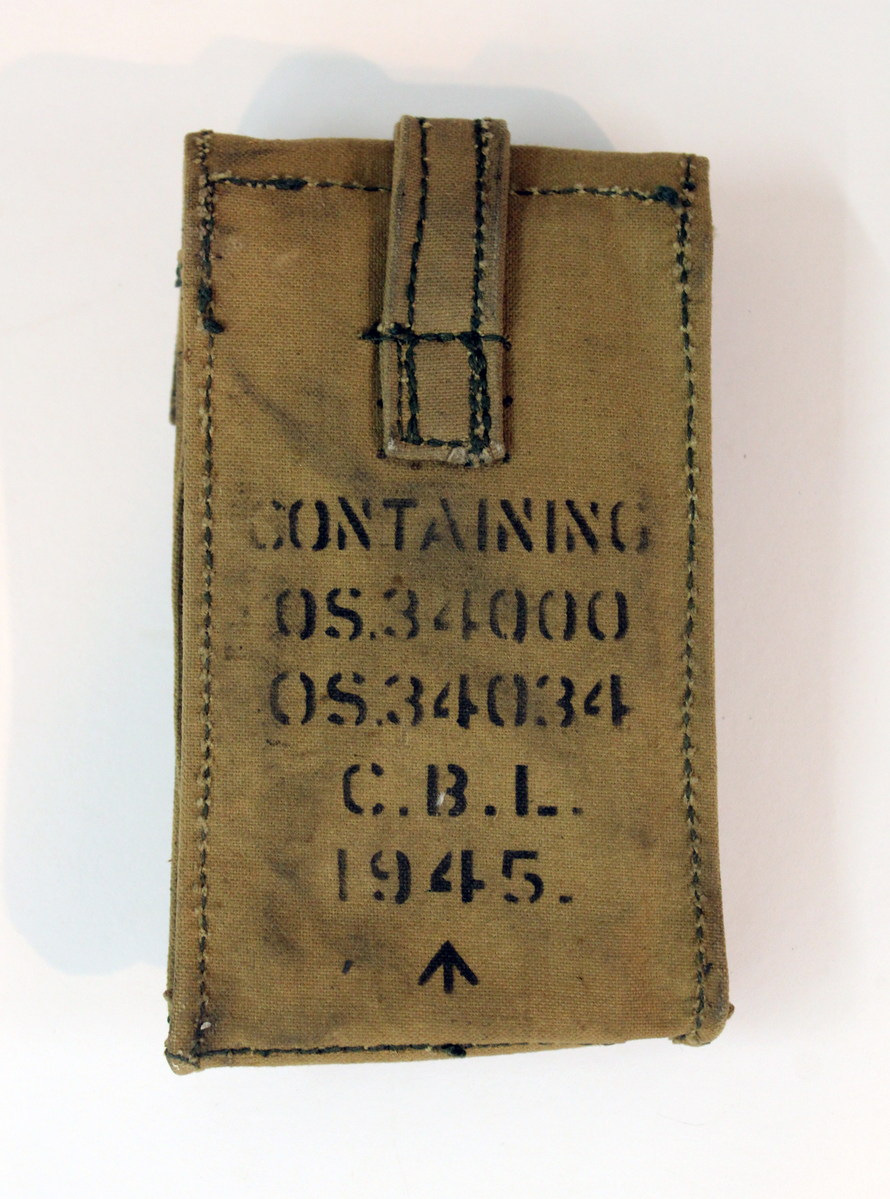 CONTAINING
OS.34000
OS.34034
C.B.L.
1945.